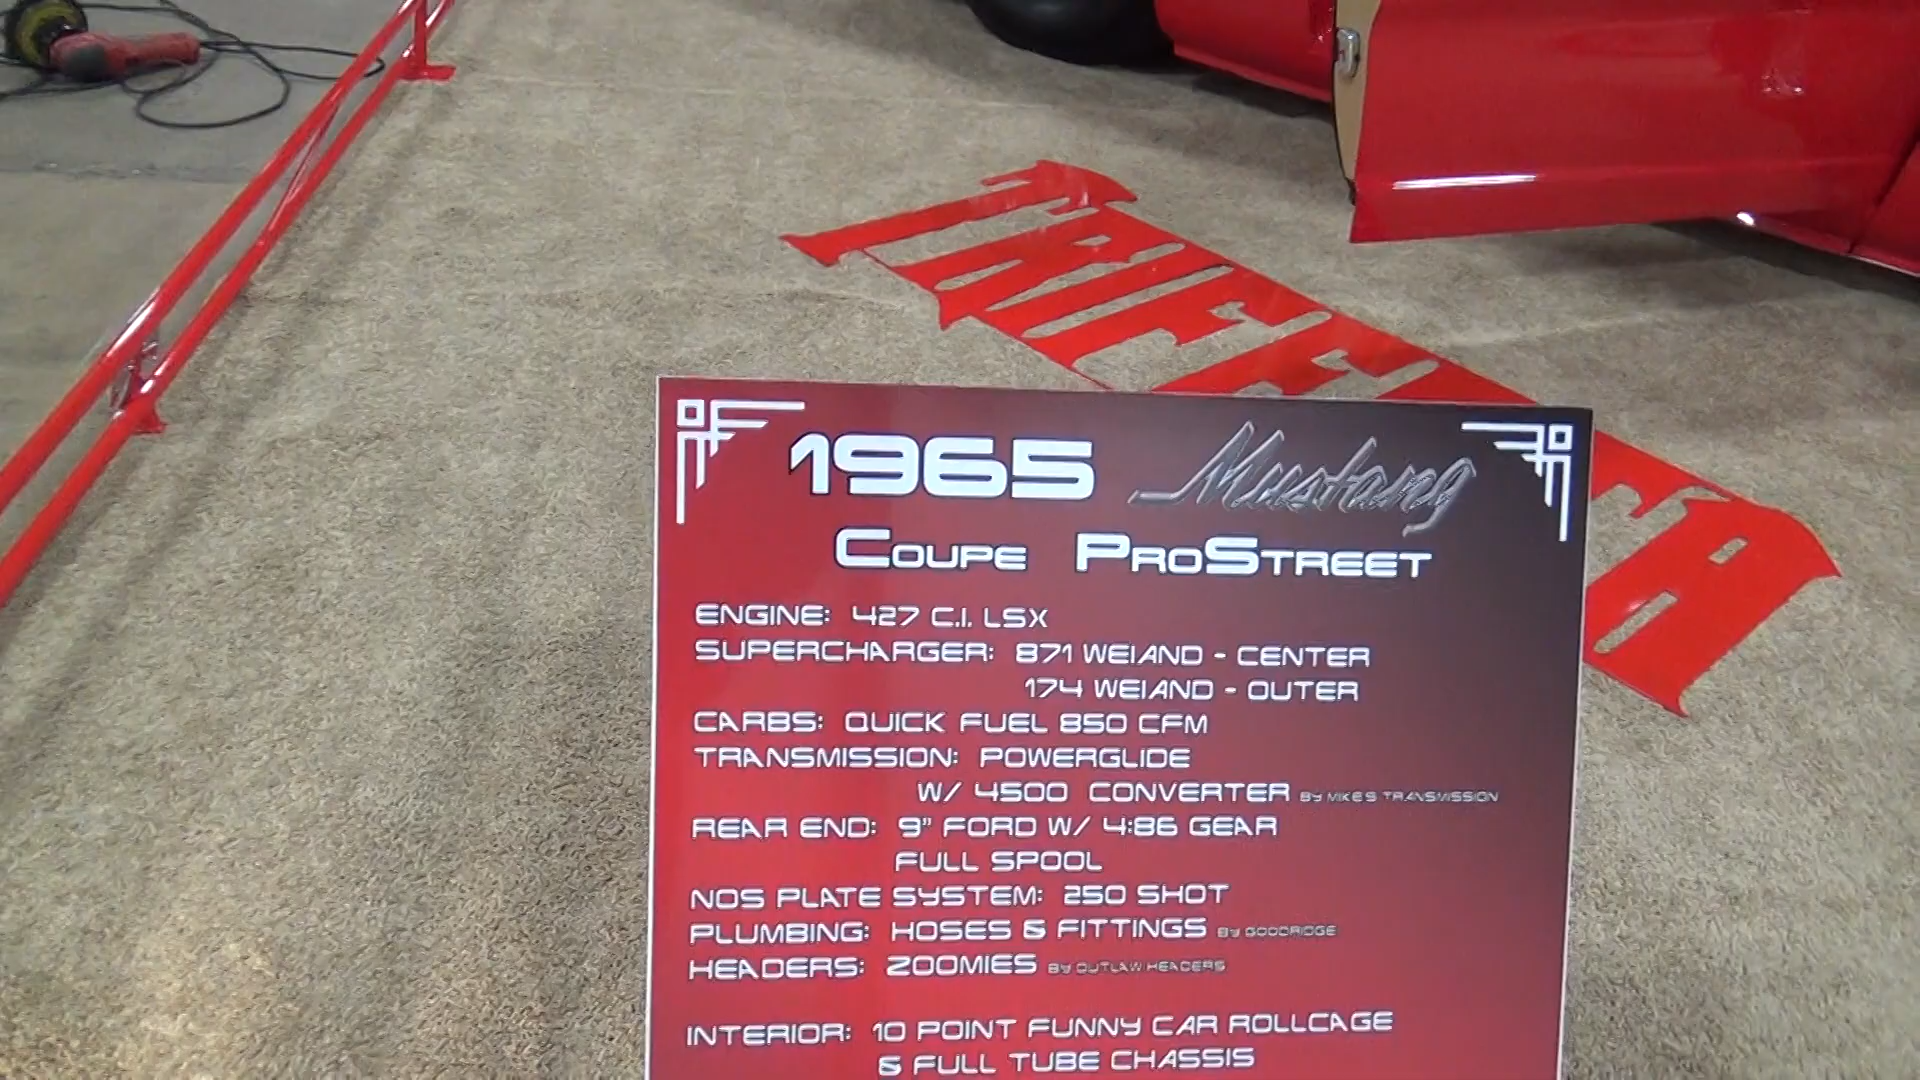 1965 Mustang
Coupe ProStreet
ENGINE: 427 C.I. LSX
SUPERCHARGER: 871 WEIAND - CENTER
174 WEIAND - OUTER
CARBS: QUICK FUEL 850 CFM
TRANSMISSION: POWERGLIDE
W/ 4500 CONVERTER BY MIKE'S TRANSMISSION
REAR END: 9" FORD W/ 4:86 GEAR
FULL SPOOL
NOS PLATE SYSTEM: 250 SHOT
PLUMBING: HOSES & FITTINGS BY GOODRIDGE
HEADERS: ZOOMIES BY OUTLAW HEADERS
INTERIOR: 10 POINT FUNNY CAR ROLLCAGE
& FULL TUBE CHASSIS